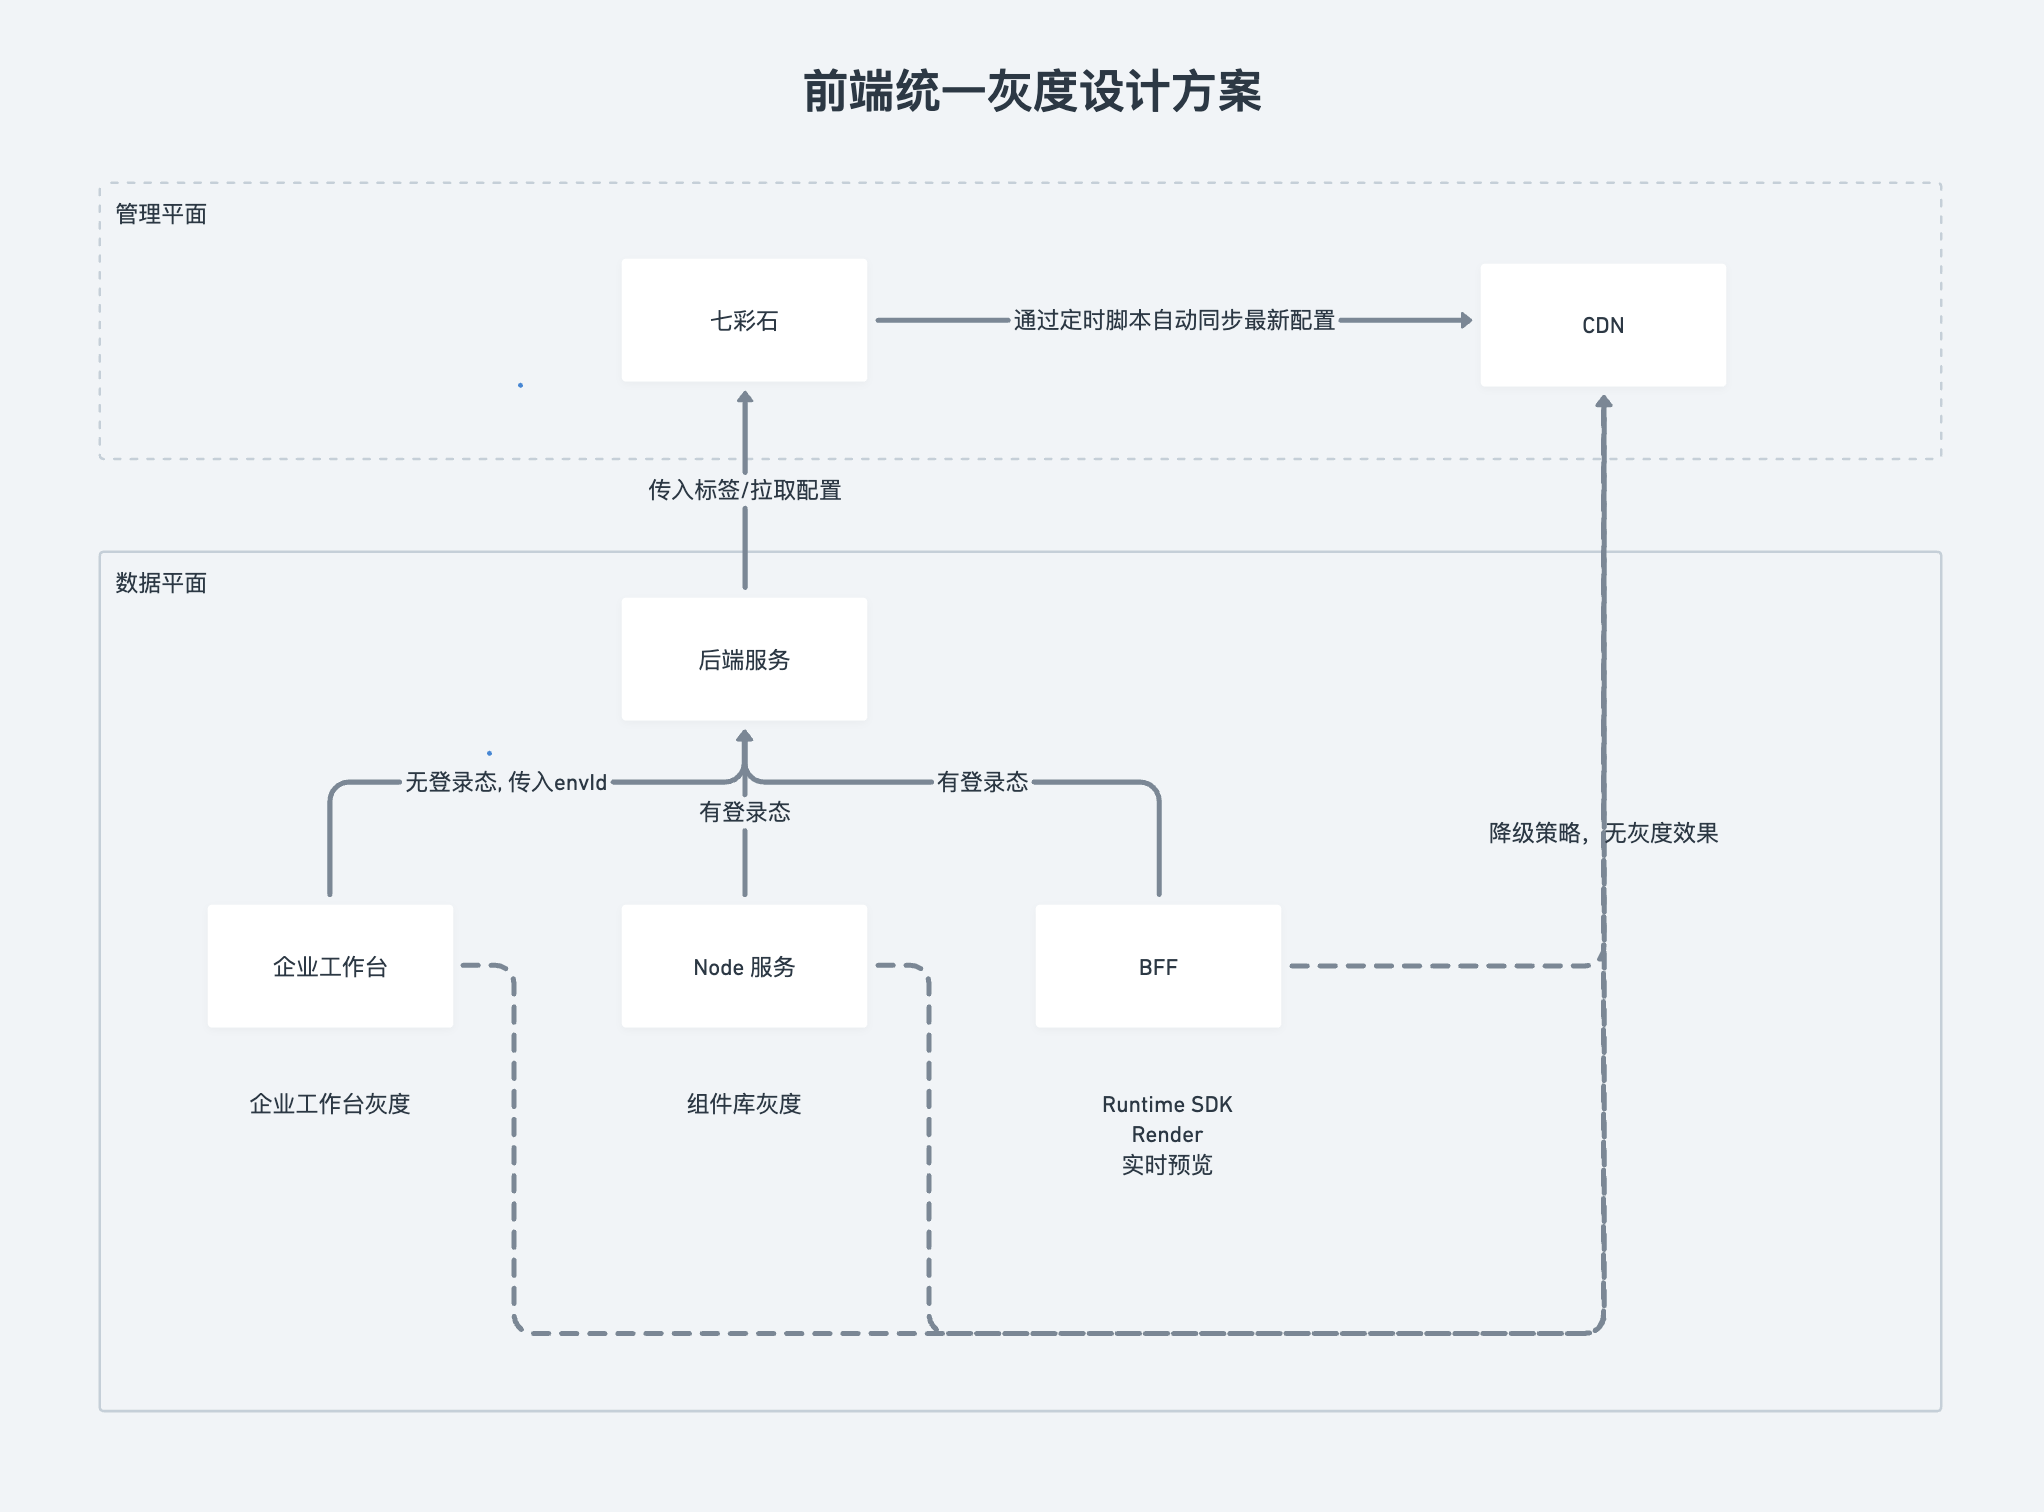 前端统一灰度设计方案
管理平面
七彩石
通过定时脚本自动同步最新配置
CDN
传入标签/拉取配置
数据平面
后端服务
无登录态, 传入envId
有登录态
有登录态
降级策略，无灰度效果
企业工作台
Node 服务
BFF
企业工作台灰度
组件库灰度
Runtime SDK
Render
实时预览